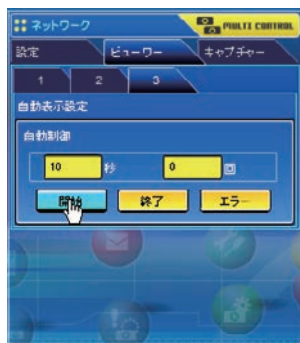 ネットワーク MULTI CONTROL
設定 ビューワー キャプチャー
1 2 3
自動表示設定
自動制御
10 秒 0 回
開始 終了 エラー